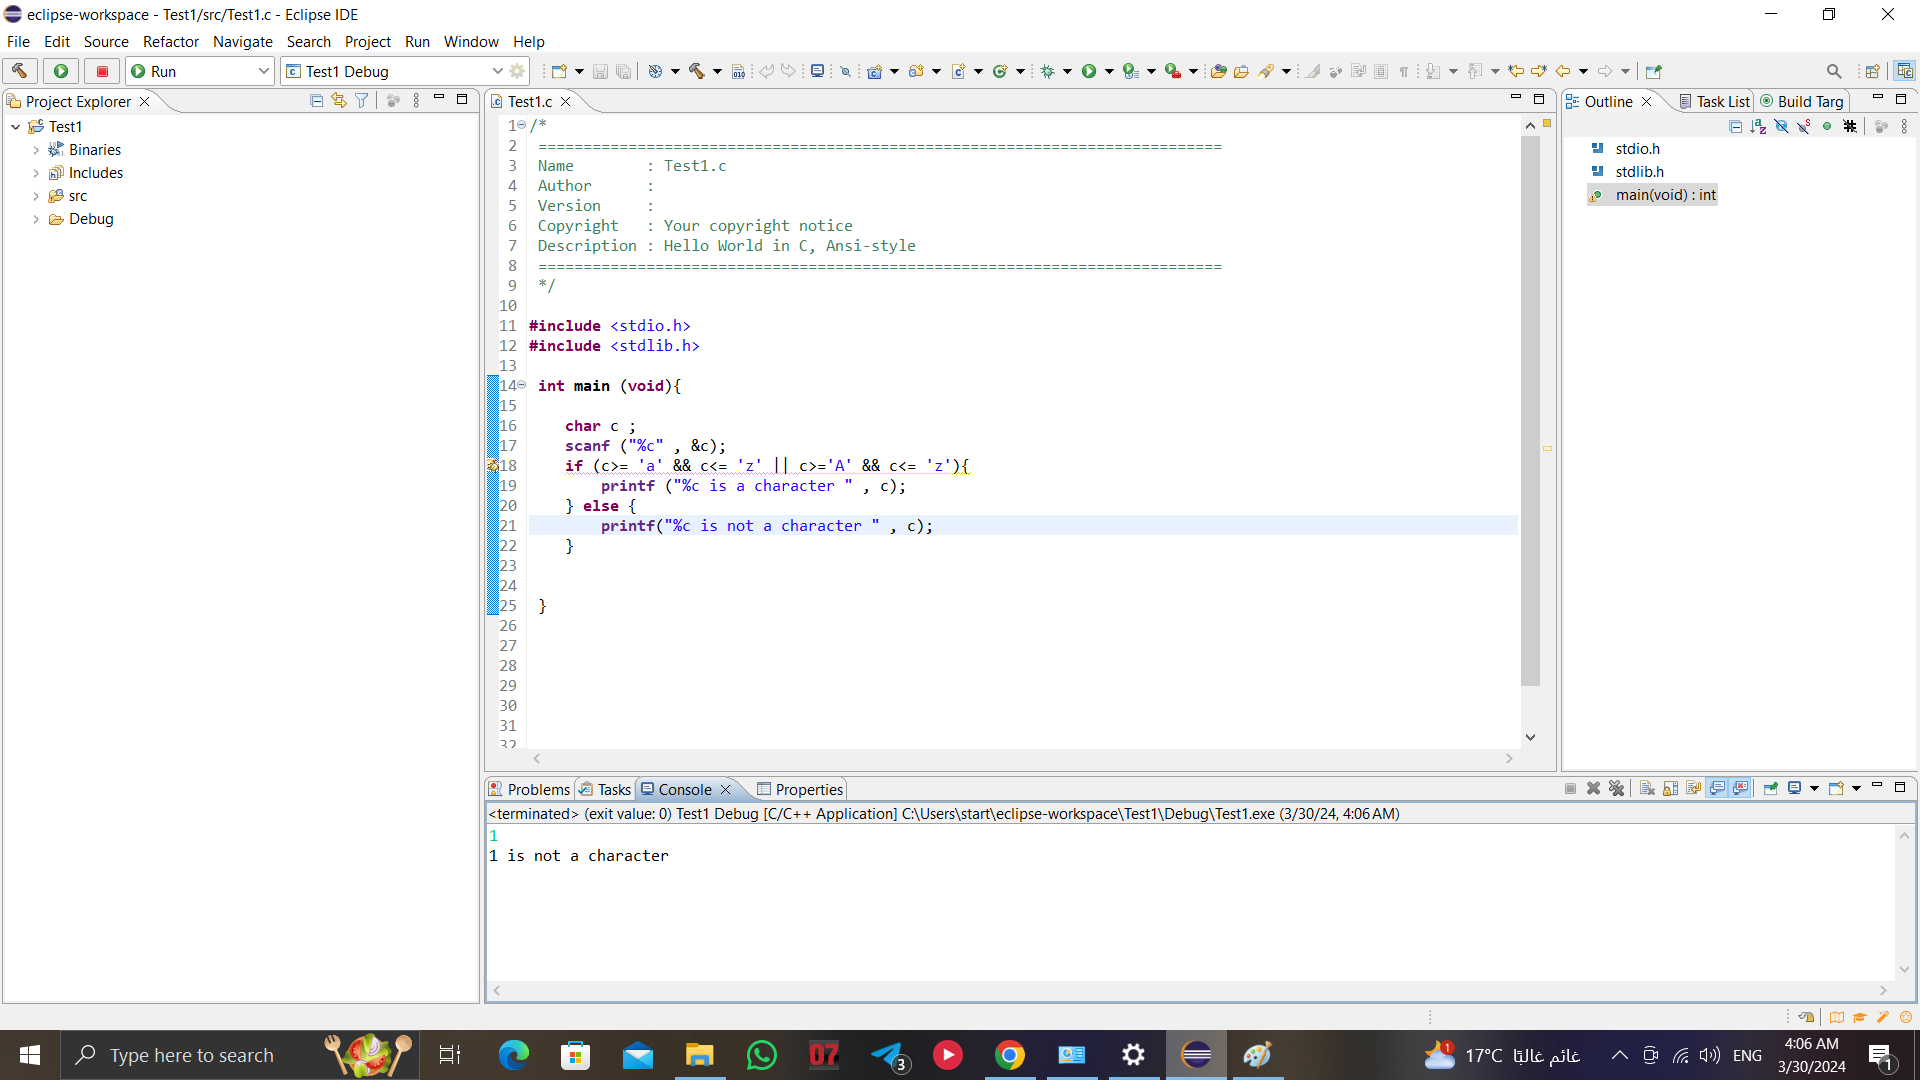 eclipse-workspace - Test1/src/Test1.c - Eclipse IDE
File Edit Source Refactor Navigate Search Project Run Window Help
Run
Test1 Debug
Project Explorer
Test1
Binaries
Includes
src
Debug
Test1.c
1 /*
2 ============================================================================
3 Name        : Test1.c
4 Author      :
5 Version     :
6 Copyright   : Your copyright notice
7 Description : Hello World in C, Ansi-style
8 ============================================================================
9 */
10
11 #include <stdio.h>
12 #include <stdlib.h>
13
14 int main (void){
15
16 char c ;
17 scanf ("%c" , &c);
18 if (c>= 'a' && c<= 'z' || c>='A' && c<= 'z'){
19 printf ("%c is a character " , c);
20 } else {
21 printf("%c is not a character " , c);
22 }
23
24
25 }
26
27
28
29
30
31
32
Outline Task List Build Targ
stdio.h
stdlib.h
main(void) : int
Problems Tasks Console Properties
<terminated> (exit value: 0) Test1 Debug [C/C++ Application] C:\Users\start\eclipse-workspace\Test1\Debug\Test1.exe (3/30/24, 4:06 AM)
1
1 is not a character
Type here to search
07
3
1
17°C غائم غالبًا
ENG
4:06 AM
3/30/2024
1